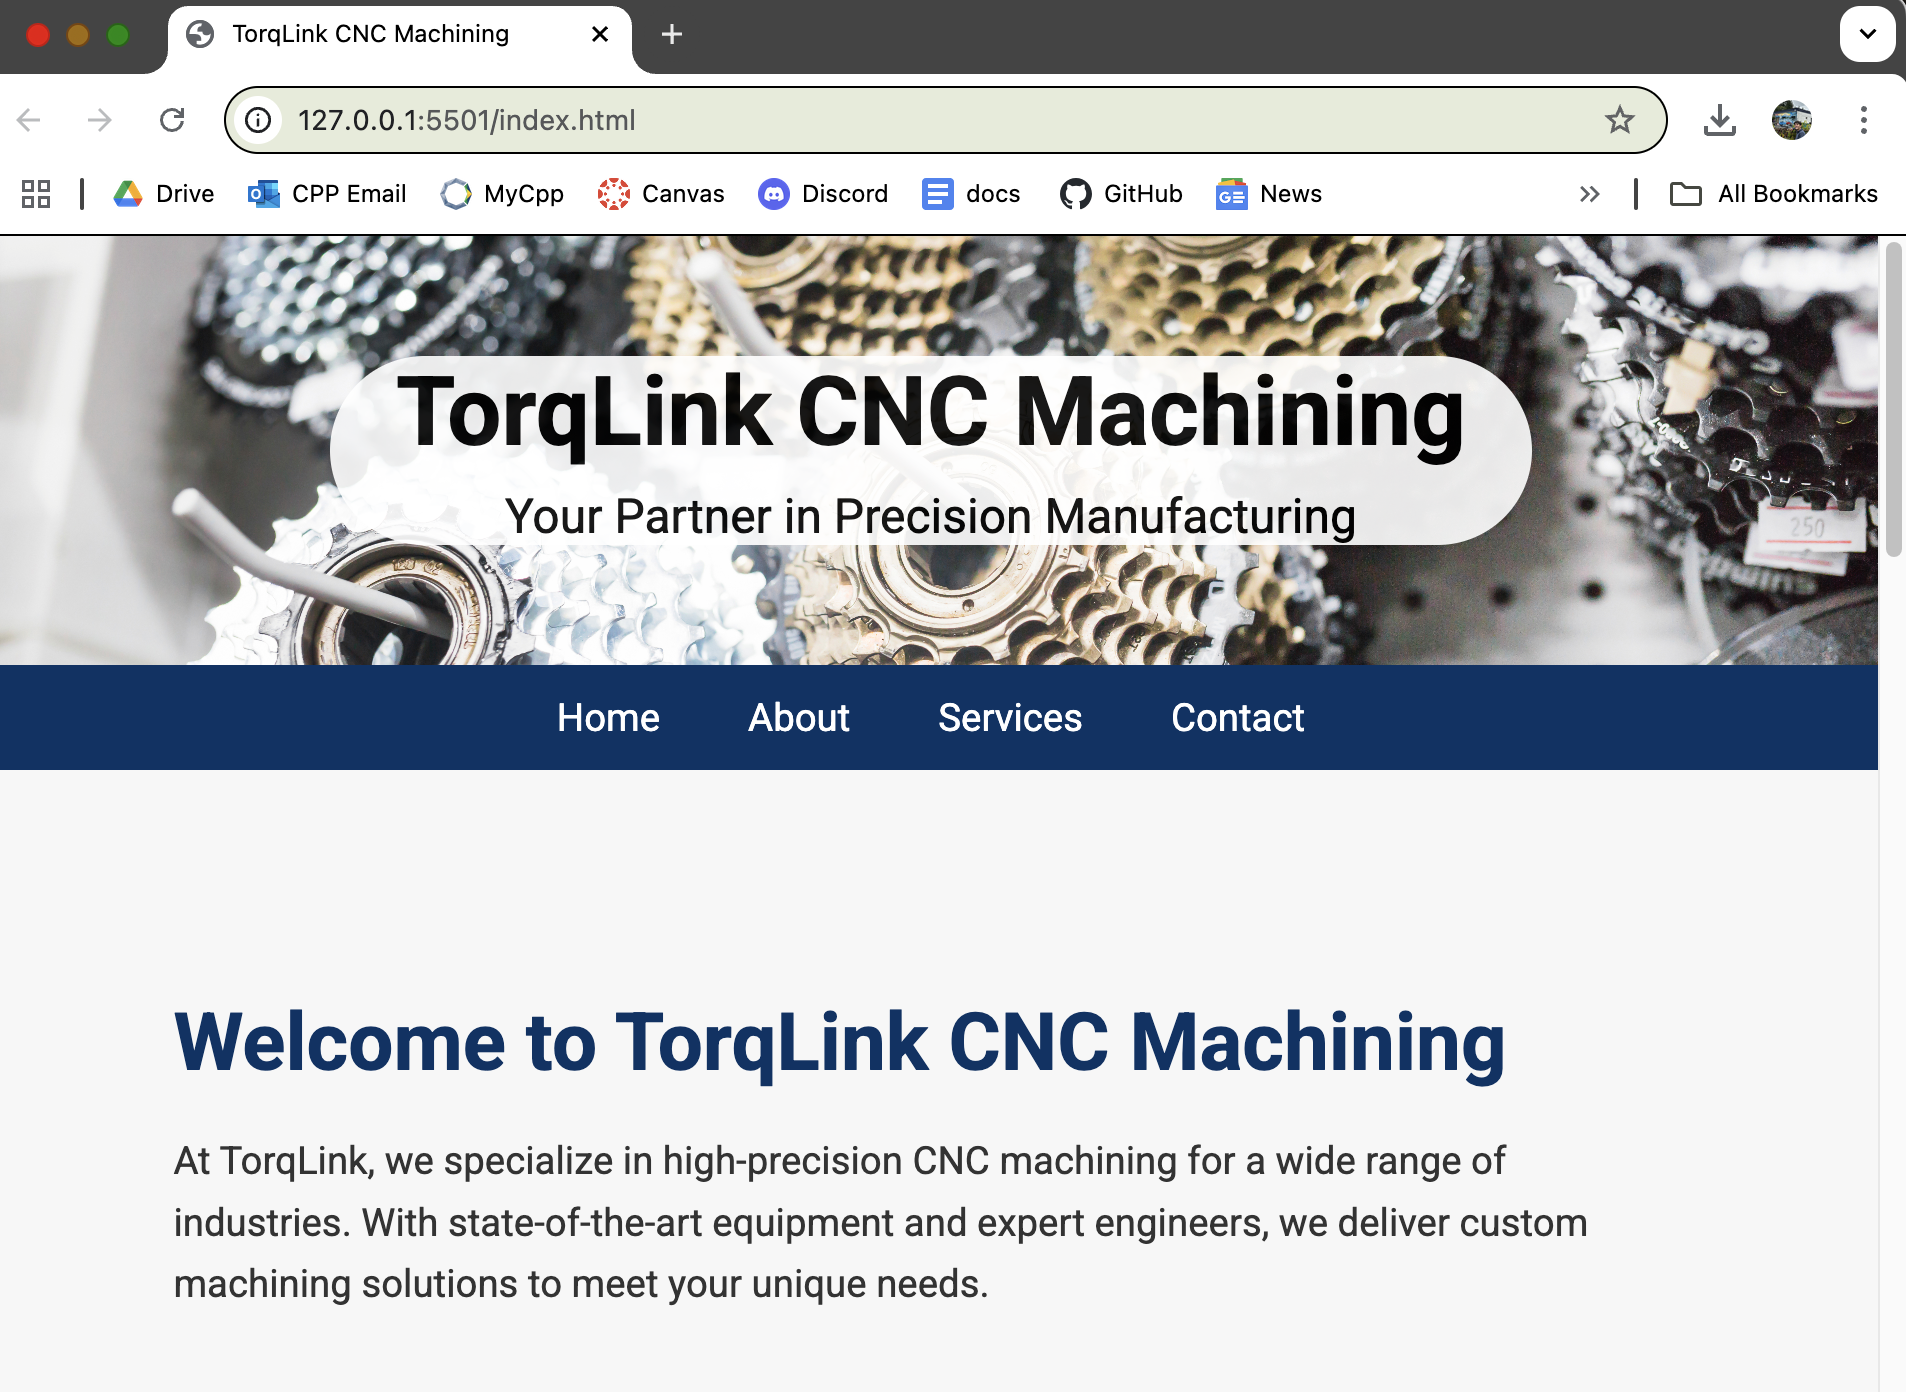 TorqLink CNC Machining
127.0.0.1:5501/index.html
Drive CPP Email MyCpp Canvas Discord docs GitHub GE News All Bookmarks
TorqLink CNC Machining
Your Partner in Precision Manufacturing
250
Home About Services Contact
Welcome to TorqLink CNC Machining
At TorqLink, we specialize in high-precision CNC machining for a wide range of
industries. With state-of-the-art equipment and expert engineers, we deliver custom
machining solutions to meet your unique needs.